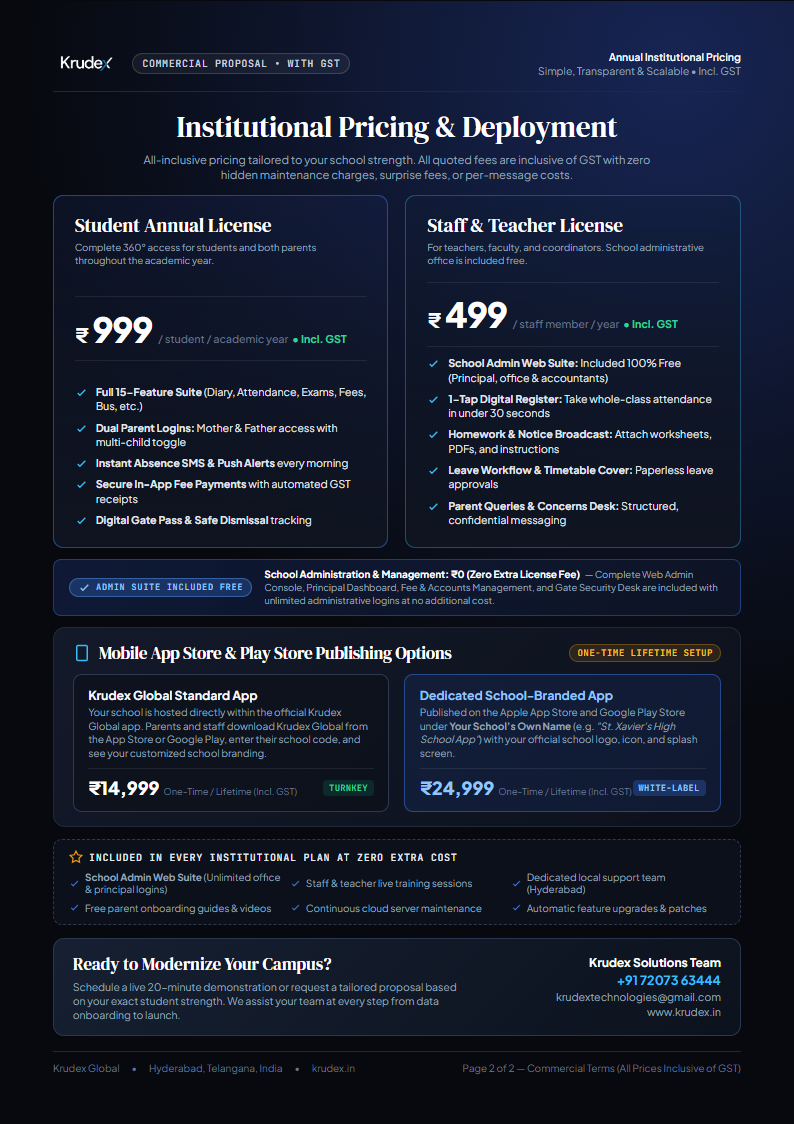 Krudex
COMMERCIAL PROPOSAL • WITH GST
Annual Institutional Pricing
Simple, Transparent & Scalable • Incl. GST
Institutional Pricing & Deployment
All-inclusive pricing tailored to your school strength. All quoted fees are inclusive of GST with zero
hidden maintenance charges, surprise fees, or per-message costs.
Student Annual License
Complete 360° access for students and both parents
throughout the academic year.
₹ 999 / student / academic year • Incl. GST
✓ Full 15-Feature Suite (Diary, Attendance, Exams, Fees,
Bus, etc.)
✓ Dual Parent Logins: Mother & Father access with
multi-child toggle
✓ Instant Absence SMS & Push Alerts every morning
✓ Secure In-App Fee Payments with automated GST
receipts
✓ Digital Gate Pass & Safe Dismissal tracking
Staff & Teacher License
For teachers, faculty, and coordinators. School administrative
office is included free.
₹ 499 / staff member / year • Incl. GST
✓ School Admin Web Suite: Included 100% Free
(Principal, office & accountants)
✓ 1-Tap Digital Register: Take whole-class attendance
in under 30 seconds
✓ Homework & Notice Broadcast: Attach worksheets,
PDFs, and instructions
✓ Leave Workflow & Timetable Cover: Paperless leave
approvals
✓ Parent Queries & Concerns Desk: Structured,
confidential messaging
✓ ADMIN SUITE INCLUDED FREE
School Administration & Management: ₹0 (Zero Extra License Fee) — Complete Web Admin
Console, Principal Dashboard, Fee & Accounts Management, and Gate Security Desk are included with
unlimited administrative logins at no additional cost.
Mobile App Store & Play Store Publishing Options
ONE-TIME LIFETIME SETUP
Krudex Global Standard App
Your school is hosted directly within the official Krudex
Global app. Parents and staff download Krudex Global from
the App Store or Google Play, enter their school code, and
see your customized school branding.
₹14,999 One-Time / Lifetime (Incl. GST)
TURNKEY
Dedicated School-Branded App
Published on the Apple App Store and Google Play Store
under Your School's Own Name (e.g. "St. Xavier's High
School App") with your official school logo, icon, and splash
screen.
₹24,999 One-Time / Lifetime (Incl. GST)
WHITE-LABEL
INCLUDED IN EVERY INSTITUTIONAL PLAN AT ZERO EXTRA COST
✓ School Admin Web Suite (Unlimited office
& principal logins)
✓ Staff & teacher live training sessions
✓ Dedicated local support team
(Hyderabad)
✓ Free parent onboarding guides & videos
✓ Continuous cloud server maintenance
✓ Automatic feature upgrades & patches
Ready to Modernize Your Campus?
Schedule a live 20-minute demonstration or request a tailored proposal based
on your exact student strength. We assist your team at every step from data
onboarding to launch.
Krudex Solutions Team
+91 72073 63444
krudextechnologies@gmail.com
www.krudex.in
Krudex Global • Hyderabad, Telangana, India • krudex.in
Page 2 of 2 — Commercial Terms (All Prices Inclusive of GST)